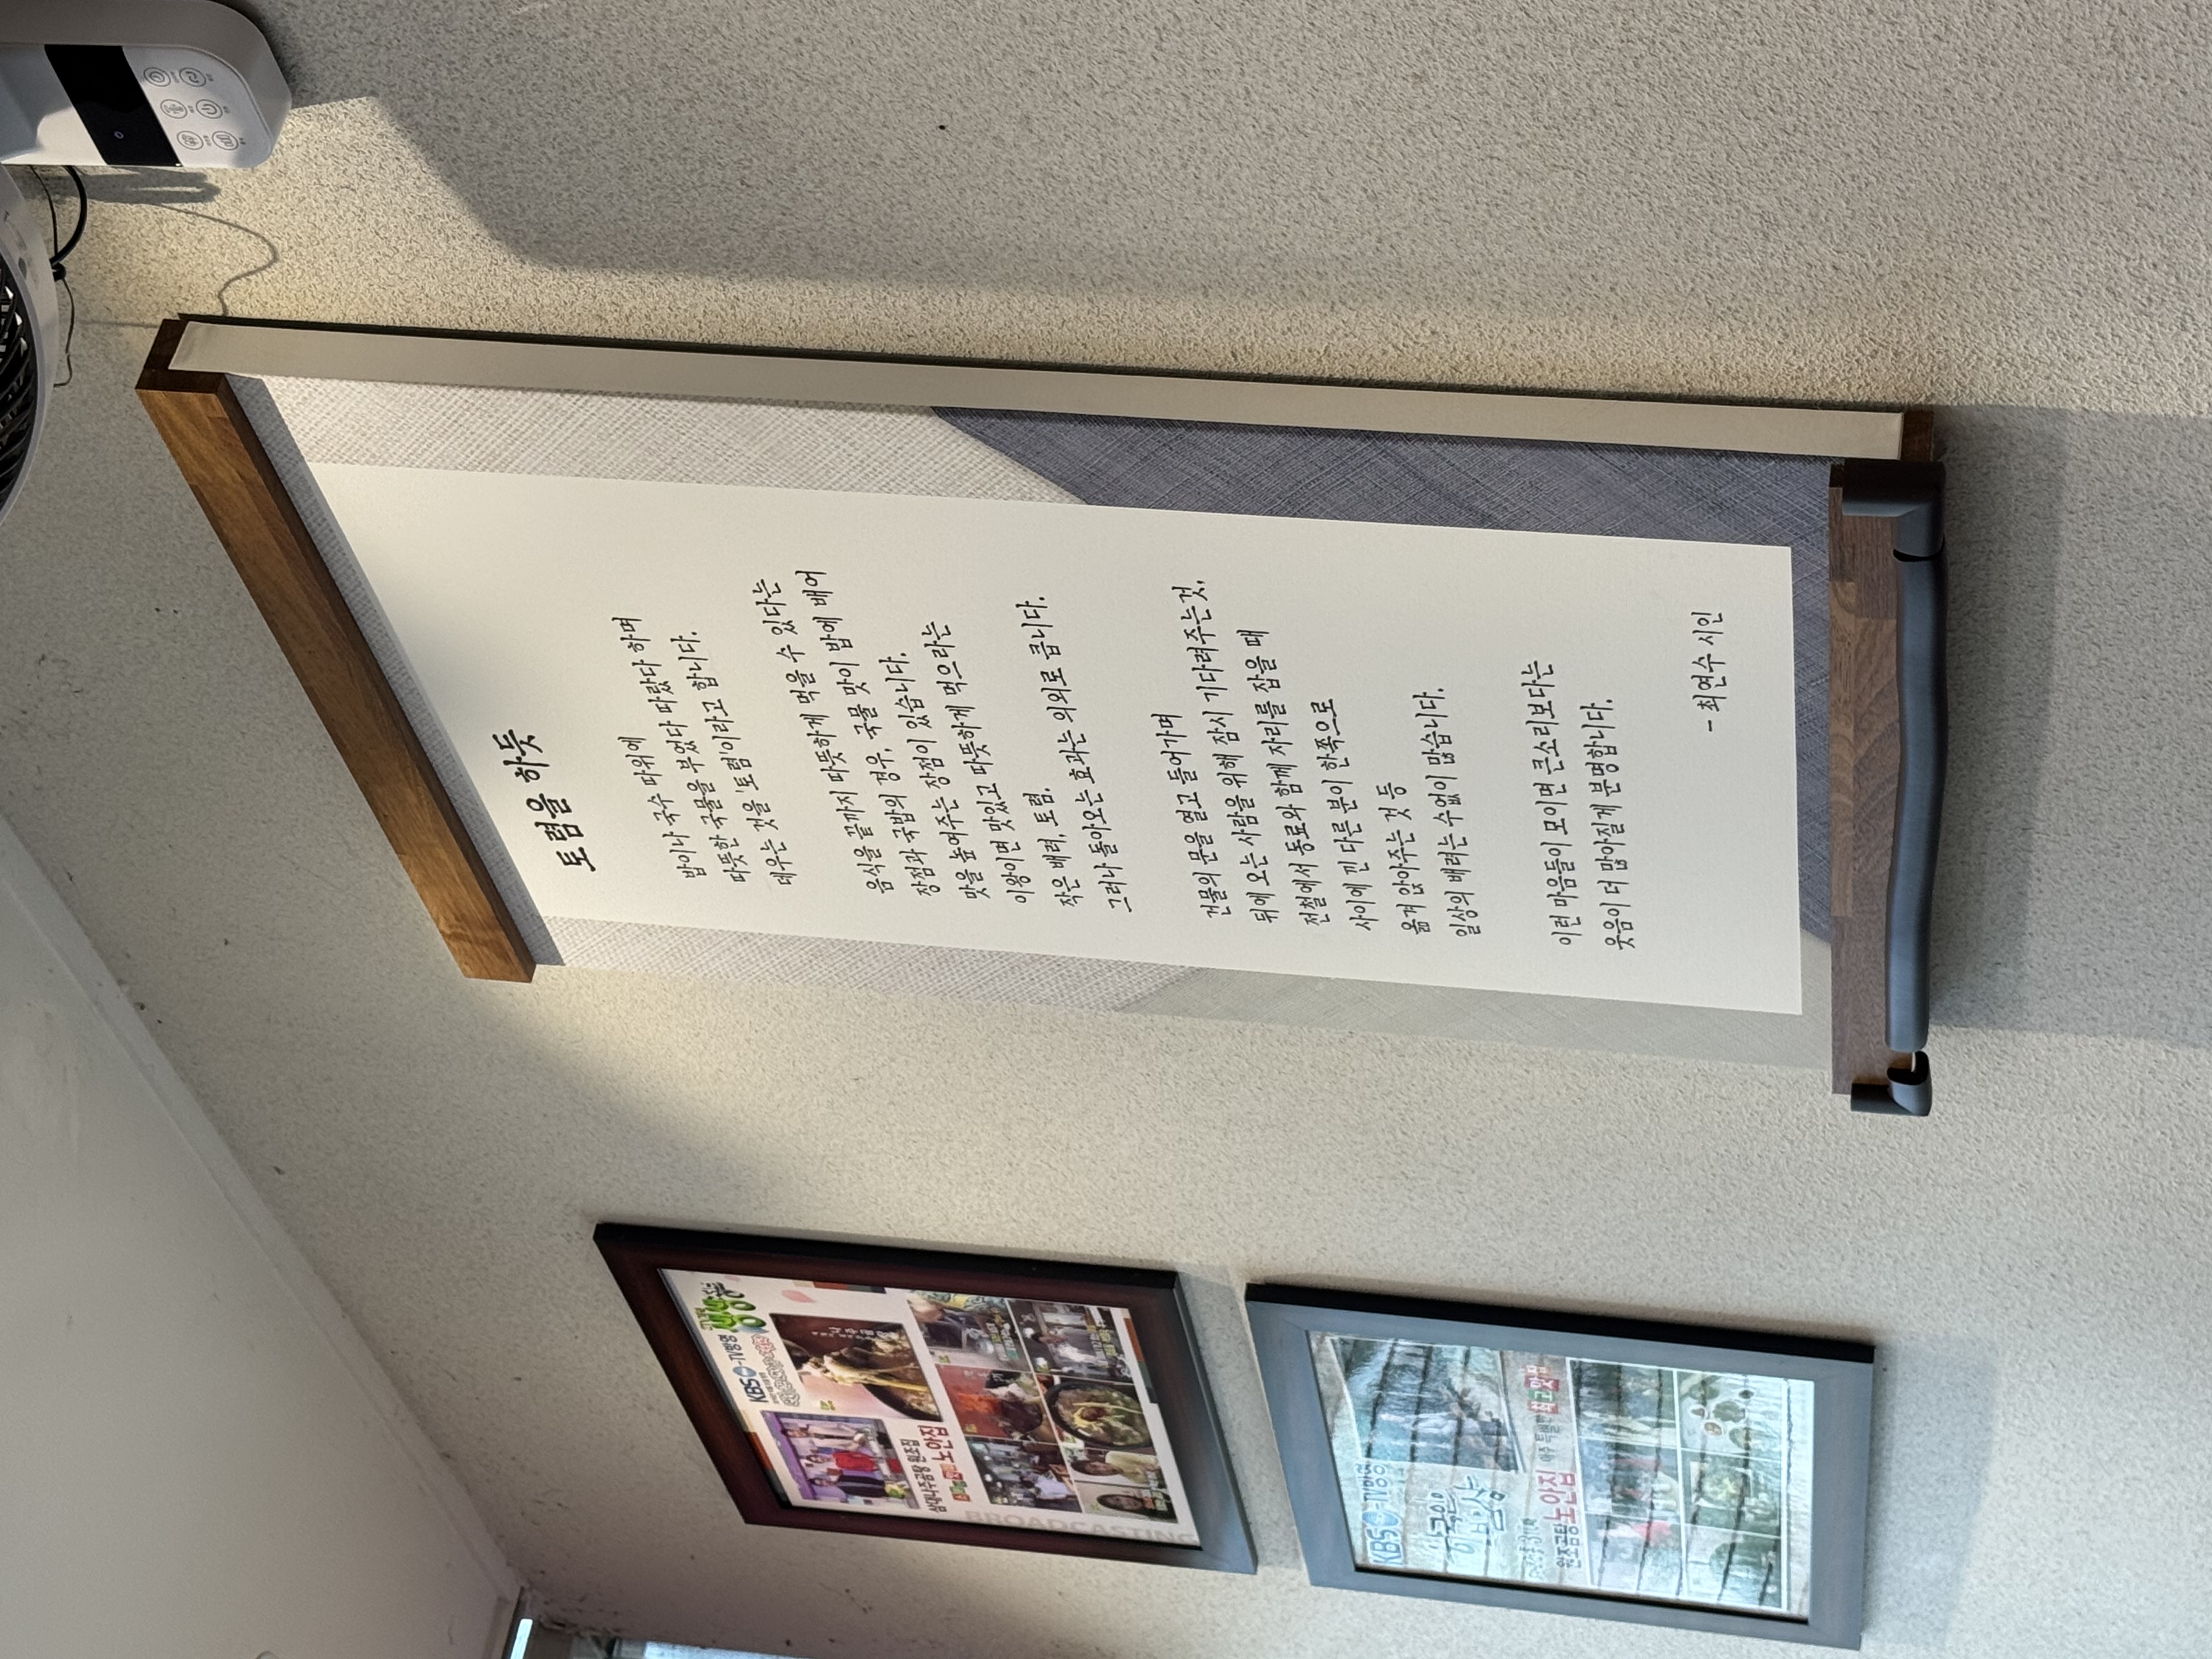 토렴을 하듯
밥이나 국수 따위에
따뜻한 국물을 부었다 따랐다 하며
데우는 것을 '토렴'이라고 합니다.
음식을 끝까지 따뜻하게 먹을 수 있다는
장점과 국밥의 경우, 국물 맛이 밥에 배어
맛을 높여주는 장점이 있습니다.
이왕이면 맛있고 따뜻하게 먹으라는
작은 배려, 토렴.
그러나 돌아오는 효과는 의외로 큽니다.
건물의 문을 열고 들어가며
뒤에 오는 사람을 위해 잠시 기다려주는것,
전철에서 동료와 함께 자리를 잡을 때
사이에 낀 다른 분이 한쪽으로
옮겨 앉아주는 것 등
일상의 배려는 수없이 많습니다.
이런 마음들이 모이면 큰소리보다는
웃음이 더 많아질게 분명합니다.
- 최연수 시인
KBS -TV방영
삼대나주곰탕 원조집
노안집
KBS -TV방영
한국인의
밥상
원조곰탕 노안집
최고맛집